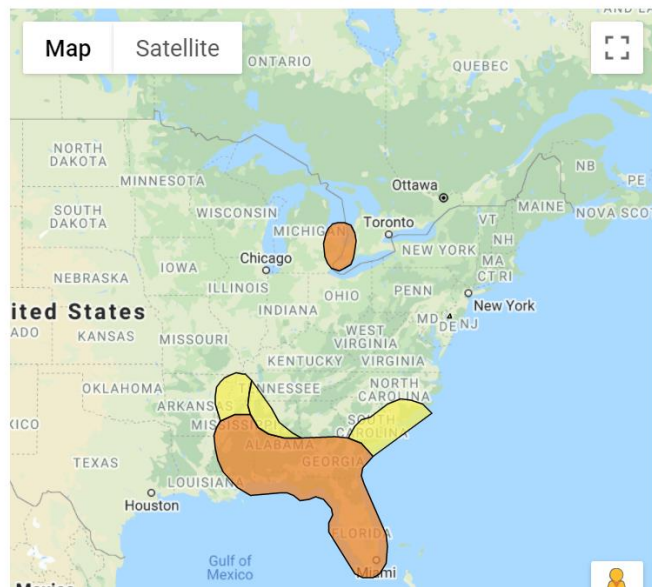 AND LA
Map Satellite
ONTARIO
QUEBEC
NORTH
DAKOTA
MINNESOTA
Ottawa
NB
PE
SOUTH
DAKOTA
WISCONSIN
MICHIGAN
Toronto
VT
MAINE
NOVA SCOT
NH
NEW YORK
MA
CT RI
Chicago
IOWA
NEBRASKA
ILLINOIS
OHIO
PENN
INDIANA
New York
ited States
MD
DE
NJ
ADO
KANSAS
MISSOURI
WEST
VIRGINIA
KENTUCKY
VIRGINIA
OKLAHOMA
TENNESSEE
NORTH
CAROLINA
ARKANSAS
XICO
MISSISSIPPI
SOUTH
CAROLINA
ALABAMA
GEORGIA
TEXAS
LOUISIANA
Houston
FLORIDA
Gulf of
Mexico
Miami
Mexico